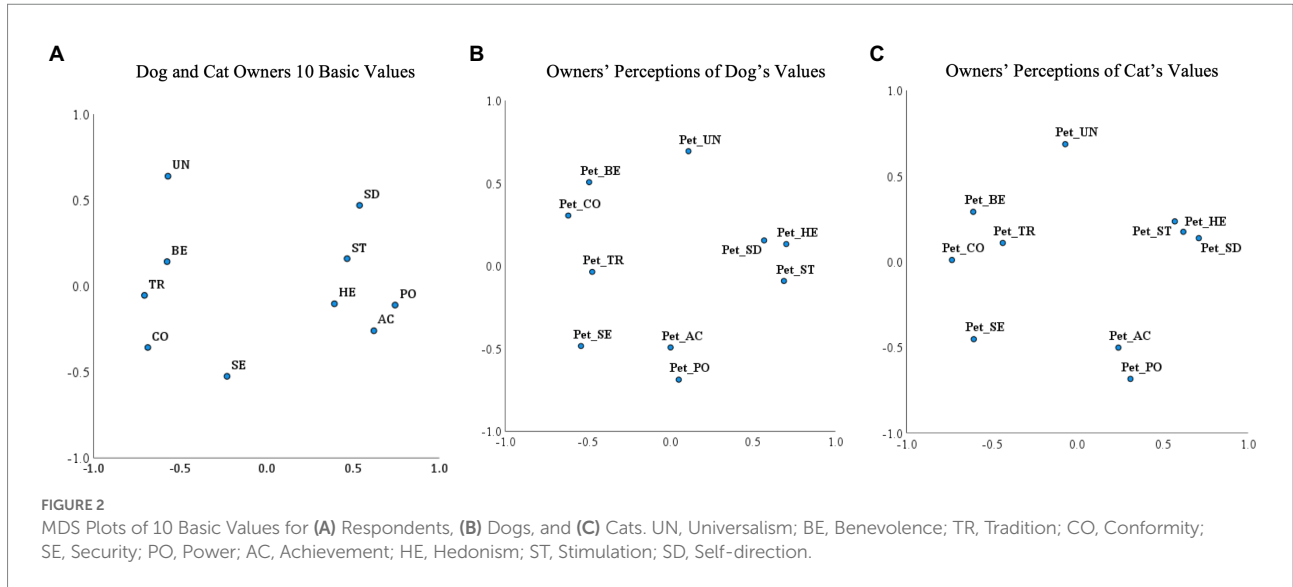 A
Dog and Cat Owners 10 Basic Values
1.0
0.5
0.0
-0.5
-1.0
-1.0 -0.5 0.0 0.5 1.0
UN
SD
BE
ST
TR
HE
PO
AC
CO
SE
B
Owners’ Perceptions of Dog's Values
1.0
0.5
0.0
-0.5
-1.0
-1.0 -0.5 0.0 0.5 1.0
Pet_UN
Pet_BE
Pet_CO
Pet_HE
Pet_SD
Pet_TR
Pet_ST
Pet_SE
Pet_AC
Pet_PO
C
Owners’ Perceptions of Cat's Values
1.0
0.5
0.0
-0.5
-1.0
-1.0 -0.5 0.0 0.5 1.0
Pet_UN
Pet_BE
Pet_HE
Pet_ST
Pet_TR
Pet_SD
Pet_CO
Pet_SE
Pet_AC
Pet_PO
FIGURE 2
MDS Plots of 10 Basic Values for (A) Respondents, (B) Dogs, and (C) Cats. UN, Universalism; BE, Benevolence; TR, Tradition; CO, Conformity;
SE, Security; PO, Power; AC, Achievement; HE, Hedonism; ST, Stimulation; SD, Self-direction.